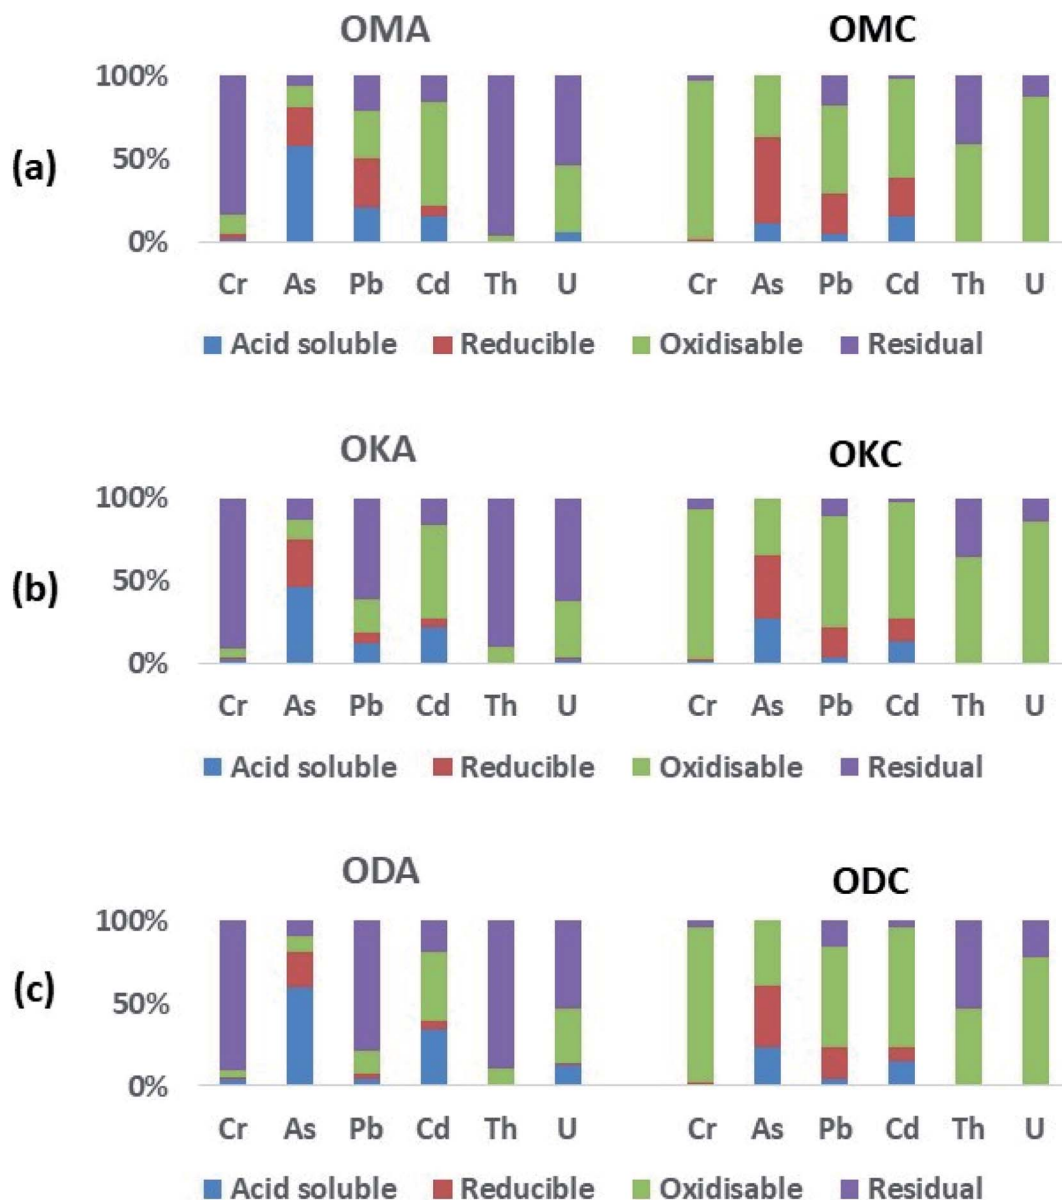 OMA OMC
(a)
100%
50%
0%
Cr As Pb Cd Th U Cr As Pb Cd Th U
Acid soluble Reducible Oxidisable Residual
OKA OKC
(b)
100%
50%
0%
Cr As Pb Cd Th U Cr As Pb Cd Th U
Acid soluble Reducible Oxidisable Residual
ODA ODC
(c)
100%
50%
0%
Cr As Pb Cd Th U Cr As Pb Cd Th U
Acid soluble Reducible Oxidisable Residual